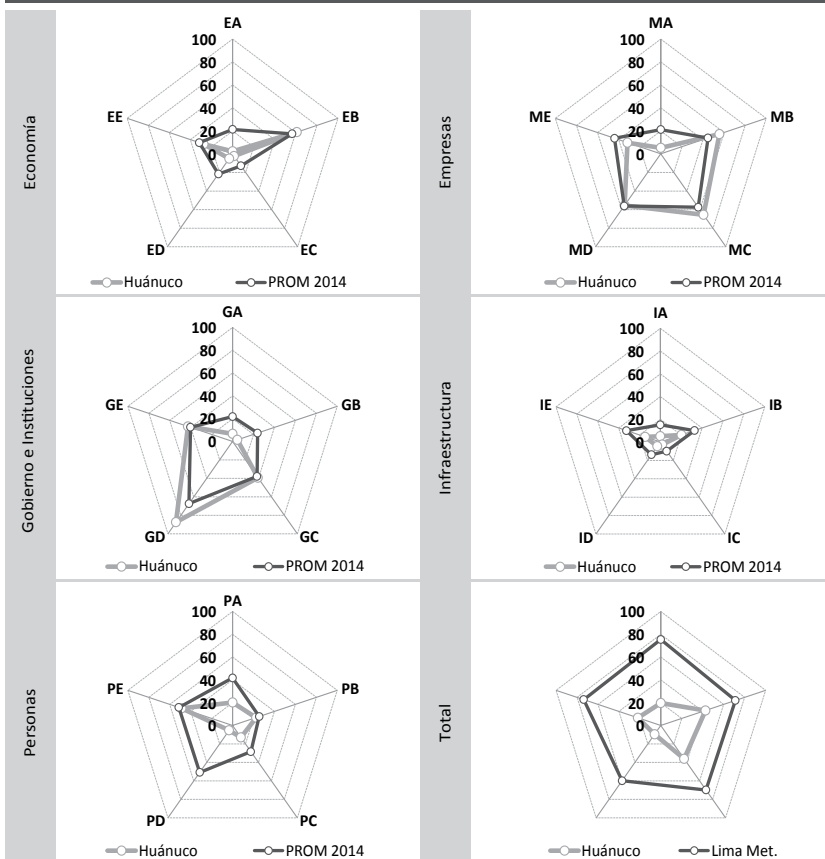 Economía
EA
100
80
60
40
20
0
EE
EB
ED
EC
Huánuco
PROM 2014
Empresas
MA
100
80
60
40
20
0
ME
MB
MD
MC
Huánuco
PROM 2014
Gobierno e Instituciones
GA
100
80
60
40
20
0
GE
GB
GD
GC
Huánuco
PROM 2014
Infraestructura
IA
100
80
60
40
20
0
IE
IB
ID
IC
Huánuco
PROM 2014
Personas
PA
100
80
60
40
20
0
PE
PB
PD
PC
Huánuco
PROM 2014
Total
100
80
60
40
20
0
Huánuco
Lima Met.